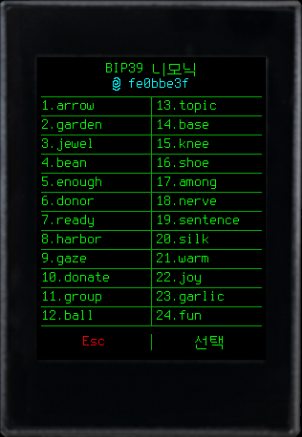 BIP39 니모닉
fe0bbe3f
1.arrow
2.garden
3.jewel
4.bean
5.enough
6.donor
7.ready
8.harbor
9.gaze
10.donate
11.group
12.ball
13.topic
14.base
15.knee
16.shoe
17.among
18.nerve
19.sentence
20.silk
21.warm
22.joy
23.garlic
24.fun
Esc
선택